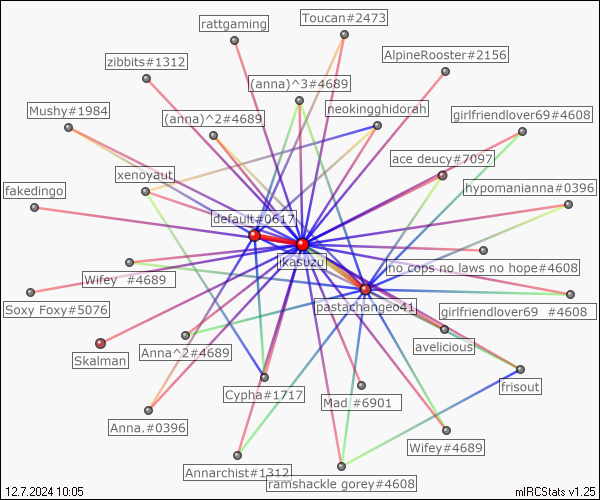 Toucan#2473
rattgaming
AlpineRooster#2156
zibbits#1312
(anna)^3#4689
Mushy#1984
neokingghidorah
(anna)^2#4689
girlfriendlover69#4608
ace deucy#7097
xenoyaut
fakedingo
hypomanianna#0396
default#0617
ikasuzu
no cops no laws no hope#4608
Wifey  #4689
pastachangeo41
Soxy Foxy#5076
girlfriendlover69  #4608
avelicious
Skalman
Anna^2#4689
frisout
Cypha#1717
Mad #6901
Anna.#0396
Wifey#4689
Annarchist#1312
ramshackle gorey#4608
12.7.2024 10:05
mIRCStats v1.25